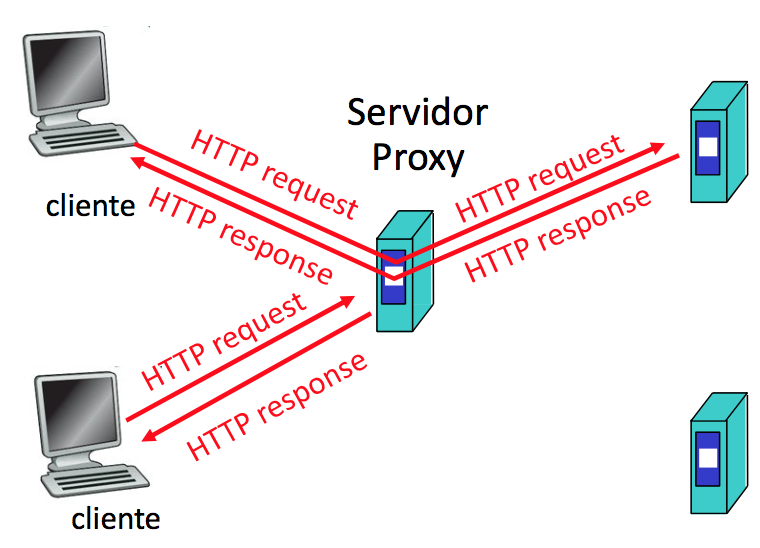 Servidor
Proxy
HTTP request
HTTP response
HTTP request
HTTP response
cliente
HTTP request
HTTP response
cliente